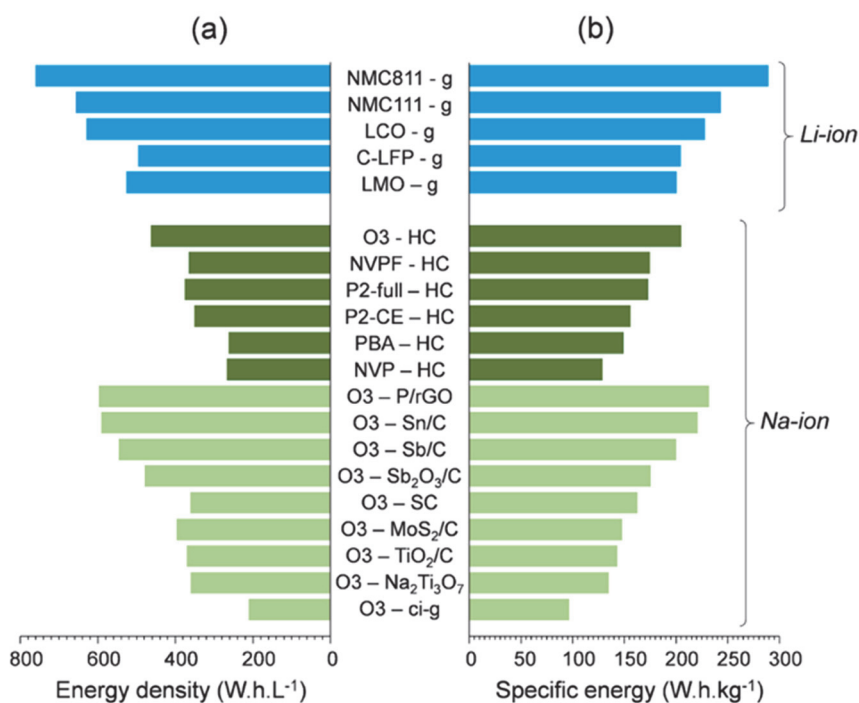 (a)
(b)
NMC811 - g
NMC111 - g
LCO - g
C-LFP - g
LMO – g
Li-ion
O3 - HC
NVPF - HC
P2-full – HC
P2-CE – HC
PBA – HC
NVP – HC
O3 – P/rGO
O3 – Sn/C
O3 – Sb/C
O3 – Sb₂O₃/C
O3 – SC
O3 – MoS₂/C
O3 – TiO₂/C
O3 – Na₂Ti₃O₇
O3 – ci-g
Na-ion
800 600 400 200 0
0 50 100 150 200 250 300
Energy density (W.h.L⁻¹)
Specific energy (W.h.kg⁻¹)